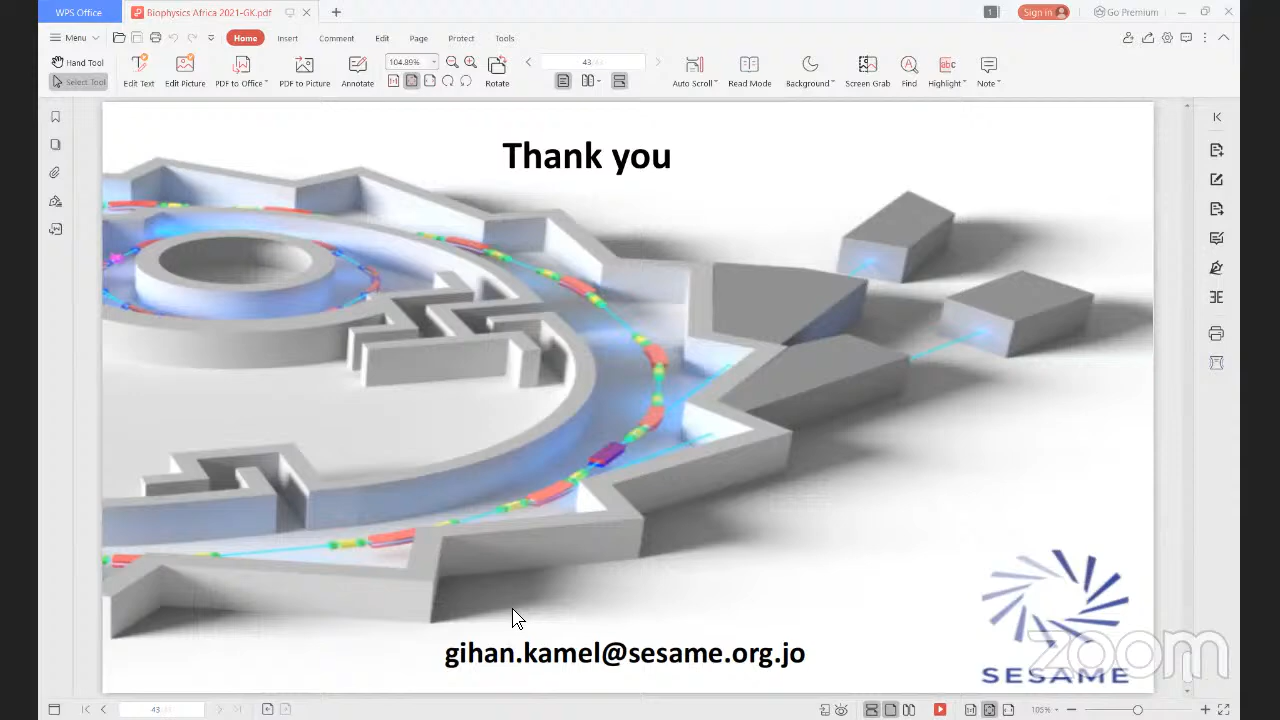 WPS Office
Biophysics Africa 2021-GK.pdf
1
Sign in
Go Premium
Menu
Home
Insert
Comment
Edit
Page
Protect
Tools
Hand Tool
Select Tool
Edit Text
Edit Picture
PDF to Office
PDF to Picture
Annotate
104.89%
Rotate
43
Auto Scroll
Read Mode
Background
Screen Grab
Find
Highlight
Note
Thank you
gihan.kamel@sesame.org.jo
SESAME
zoom
43
105%